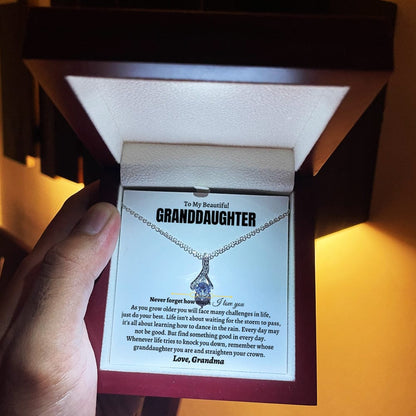 To My Beautiful
GRANDDAUGHTER
Never forget how I love you
As you grow older you will face many challenges in life,
just do your best. Life isn't about waiting for the storm to pass,
it's all about learning how to dance in the rain. Every day may
not be good. But find something good in every day.
Whenever life tries to knock you down, remember whose
granddaughter you are and straighten your crown.
Love, Grandma